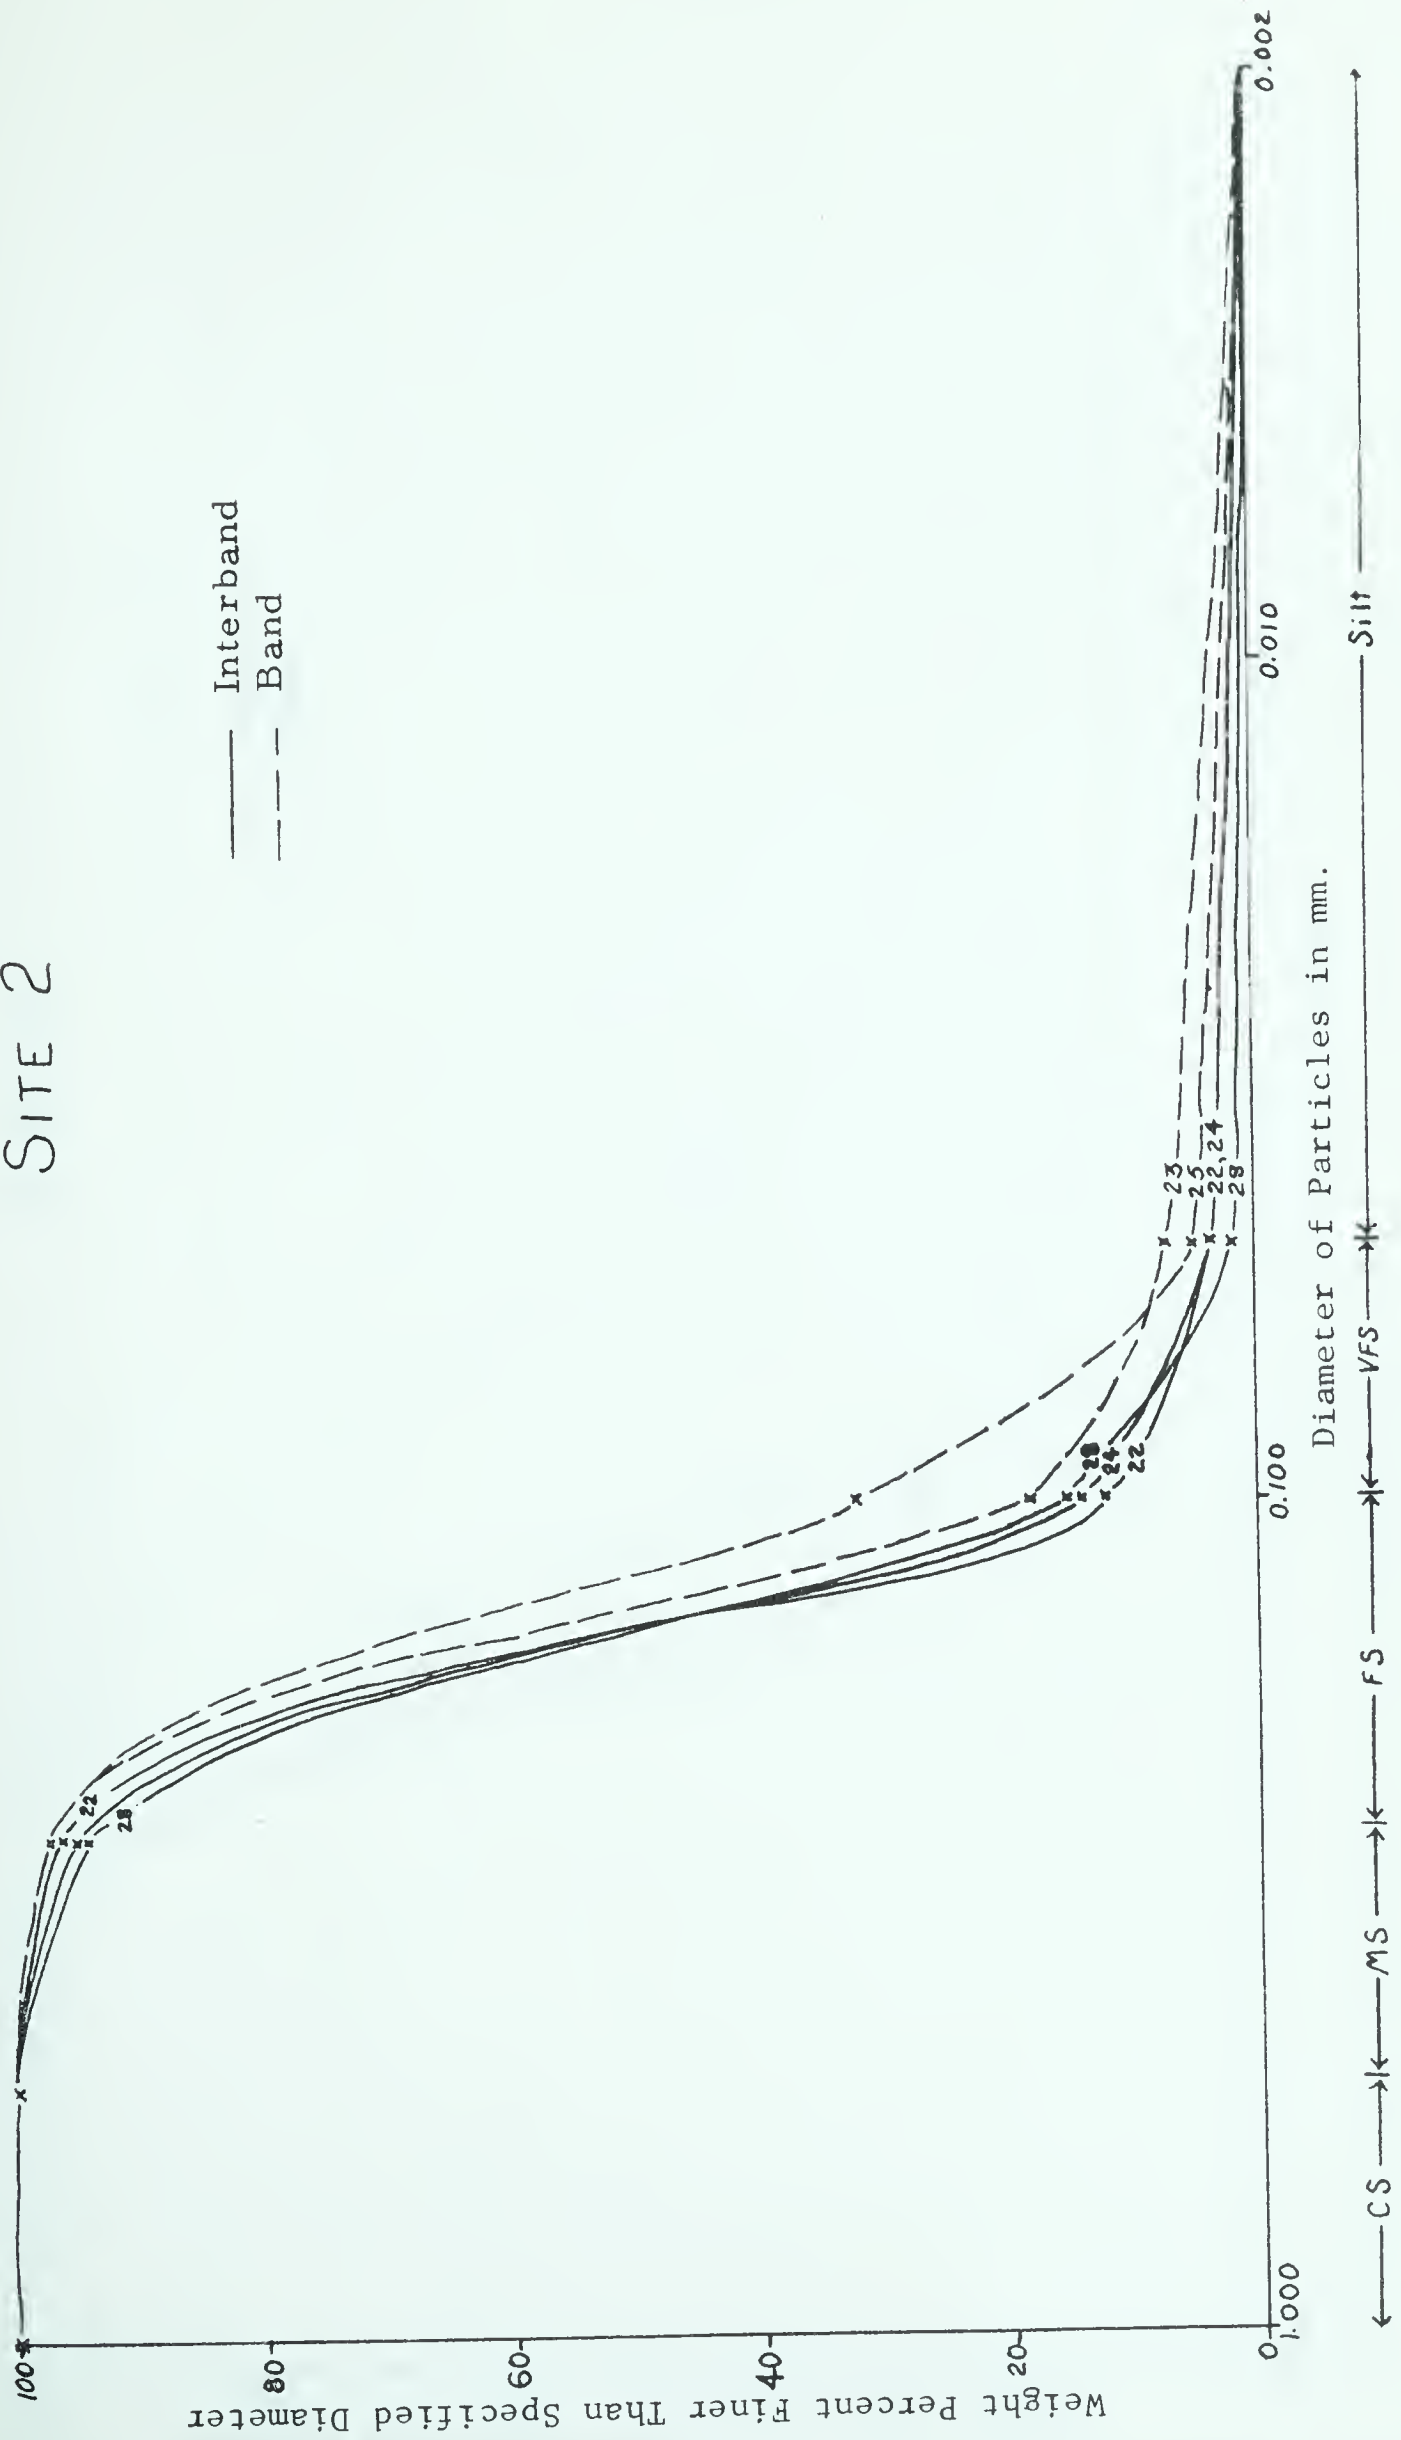 SITE 2
Interband
Band
100
80
60
40
20
0
Weight Percent Finer Than Specified Diameter
22
28
28
24
22
23
25
22, 24
28
1.000
0.100
0.010
0.002
Diameter of Particles in mm.
CS
MS
FS
VFS
Silt